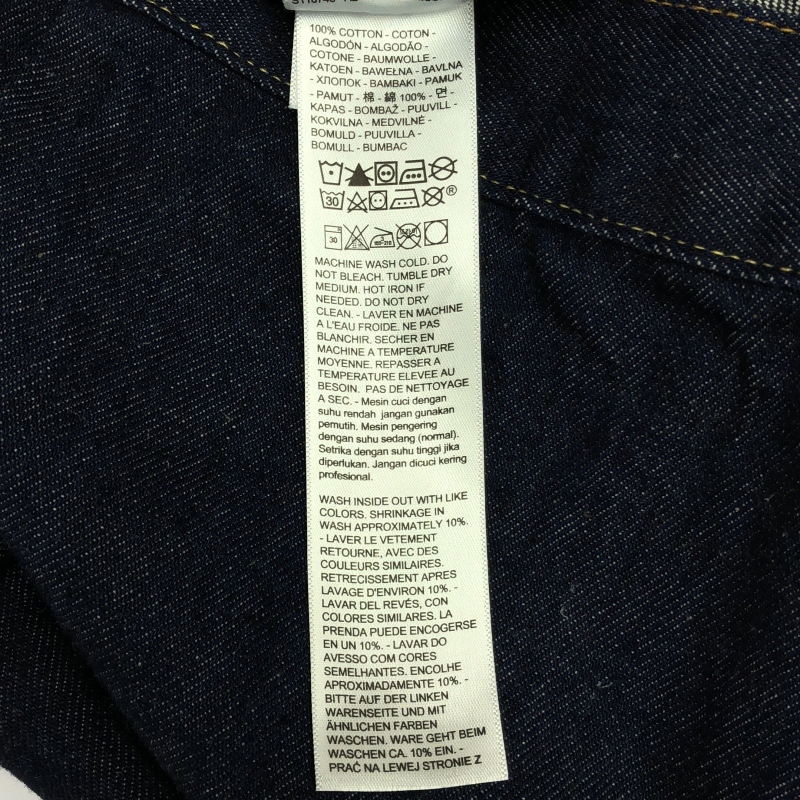 100% COTTON - COTON -
ALGODÓN - ALGODÃO -
COTONE - BAUMWOLLE -
KATOEN - BAWEŁNA - BAVLNA
- ХЛОПОК - BAMBAKI - PAMUK
- PAMUT - 棉 - 綿 100% - 면 -
KAPAS - BOMBAŽ - PUUVILL -
KOKVILNA - MEDVILNĖ -
BOMULD - PUUVILLA -
BOMULL - BUMBAC
30 ®
30
MACHINE WASH COLD. DO
NOT BLEACH. TUMBLE DRY
MEDIUM. HOT IRON IF
NEEDED. DO NOT DRY
CLEAN. - LAVER EN MACHINE
A L'EAU FROIDE. NE PAS
BLANCHIR. SECHER EN
MACHINE A TEMPERATURE
MOYENNE. REPASSER A
TEMPERATURE ELEVEE AU
BESOIN. PAS DE NETTOYAGE
A SEC. - Mesin cuci dengan
suhu rendah jangan gunakan
pemutih. Mesin pengering
dengan suhu sedang (normal).
Setrika dengan suhu tinggi jika
diperlukan. Jangan dicuci kering
profesional.
WASH INSIDE OUT WITH LIKE
COLORS. SHRINKAGE IN
WASH APPROXIMATELY 10%.
- LAVER LE VETEMENT
RETOURNE, AVEC DES
COULEURS SIMILAIRES.
RETRECISSEMENT APRES
LAVAGE D'ENVIRON 10%. -
LAVAR DEL REVÉS, CON
COLORES SIMILARES. LA
PRENDA PUEDE ENCOGERSE
EN UN 10%. - LAVAR DO
AVESSO COM CORES
SEMELHANTES. ENCOLHE
APROXIMADAMENTE 10%. -
BITTE AUF DER LINKEN
WARENSEITE UND MIT
ÄHNLICHEN FARBEN
WASCHEN. WARE GEHT BEIM
WASCHEN CA. 10% EIN. -
PRAĆ NA LEWEJ STRONIE Z